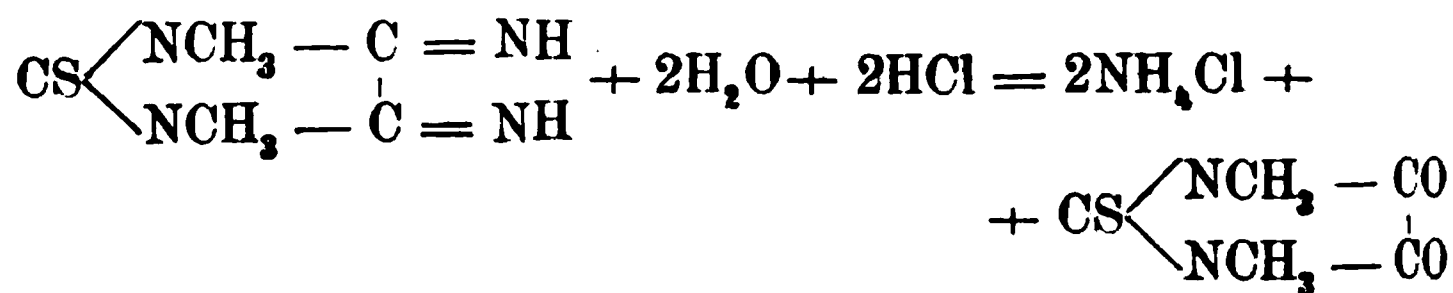 NCH₃ — C = NH
CS + 2H₂O + 2HCl = 2NH₄Cl +
NCH₃ — C = NH
NCH₃ — CO
+ CS
NCH₃ — CO